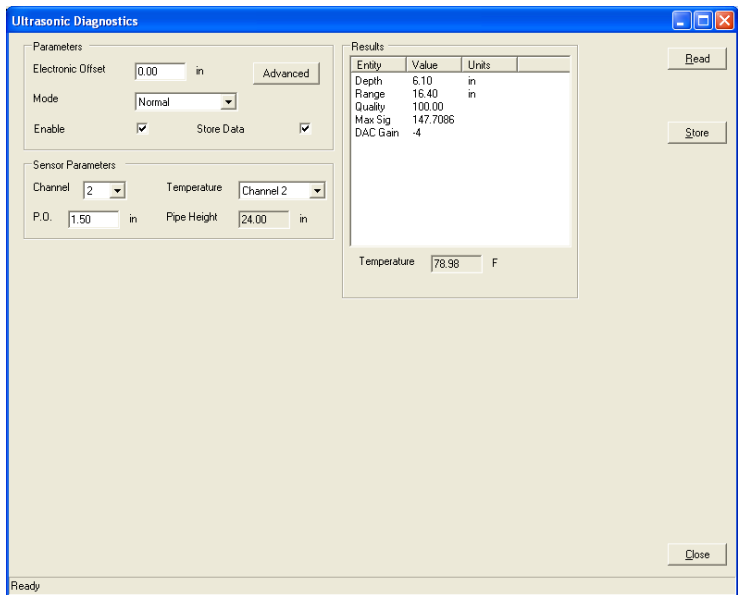 Ultrasonic Diagnostics
Parameters
Electronic Offset 0.00 in Advanced
Mode Normal
Enable Store Data
Sensor Parameters
Channel 2 Temperature Channel 2
P.O. 1.50 in Pipe Height 24.00 in
Results
Entity Value Units
Depth 6.10 in
Range 16.40 in
Quality 100.00
Max Sig 147.7086
DAC Gain -4
Temperature 78.98 F
Read
Store
Close
Ready